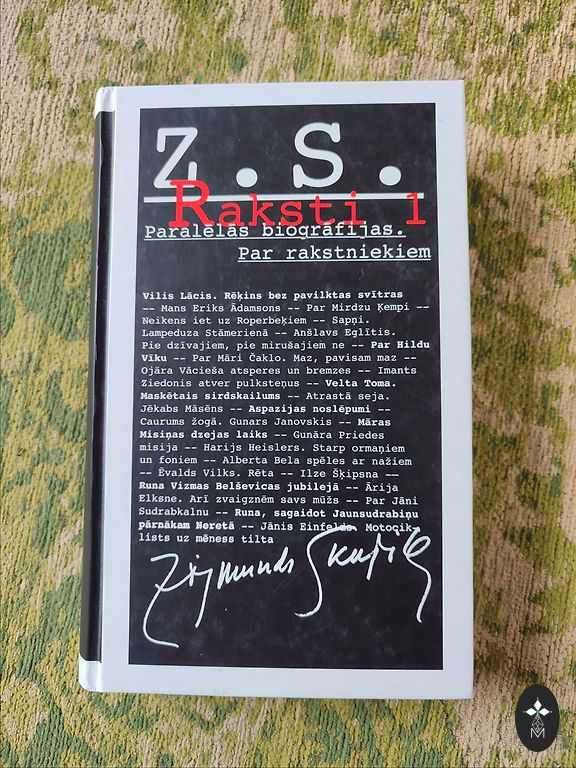 Z.S.
Raksti 1
Paralēlās biogrāfijas.
Par rakstniekiem
Vilis Lācis. Rēķins bez pavilktas svītras
-- Mans Eriks Ādamsons -- Par Mirdzu Ķempi --
Neikens iet uz Roperbeķiem -- Sapņi.
Lampeduza Stāmerienā -- Anšlavs Eglītis.
Pie dzīvajiem, pie mirušajiem ne -- Par Hildu
Vīku -- Par Māri Čaklo. Maz, pavisam maz --
Ojāra Vācieša atsperes un bremzes -- Imants
Ziedonis atver pulksteņus -- Velta Toma.
Maskētais sirdskailums -- Atrastā seja.
Jēkabs Māsēns -- Aspazijas noslēpumi --
Caurums žogā. Gunars Janovskis -- Māras
Misiņas dzejas laiks -- Gunāra Priedes
misija -- Harijs Heislers. Starp ormaņiem
un foniem -- Alberta Bela spēles ar nažiem
-- Ēvalds Vilks. Rēta -- Ilze Šķipsna --
Runa Vizmas Belševicas jubilejā -- Ārija
Elksne. Arī zvaigznēm savs mūžs -- Par Jāni
Sudrabkalnu -- Runa, sagaidot Jaunsudrabiņu
pārnākam Neretā -- Jānis Einfelds. Motocik-
lists uz mēness tilta
Zigmunds Skujiņš
M